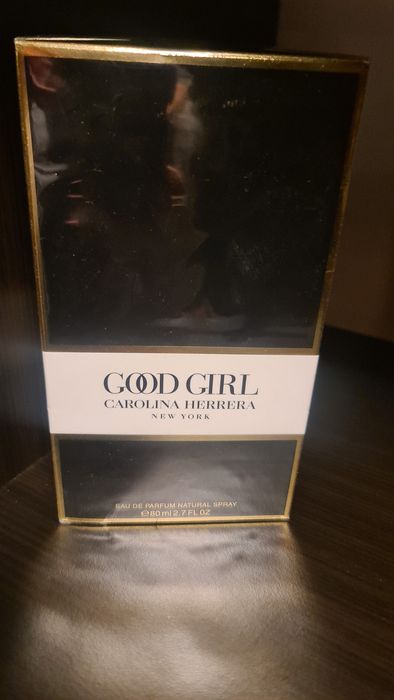 GOOD GIRL
CAROLINA HERRERA
NEW YORK
EAU DE PARFUM NATURAL SPRAY
℮80 ml 2.7 FL OZ